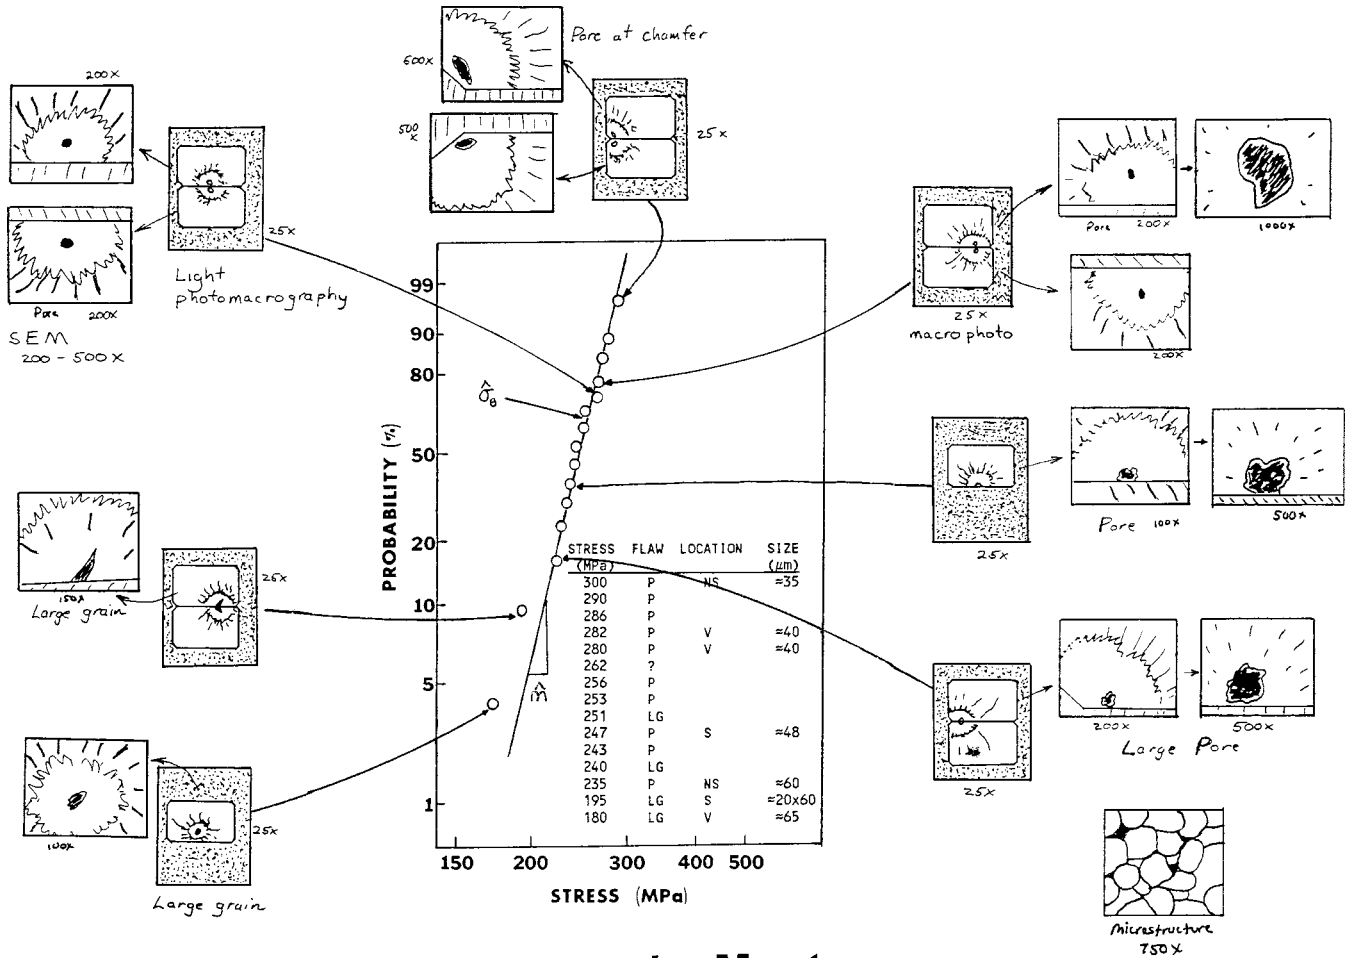 200X
Pore 200X
SEM
200 - 500X
25X
Light
photomacrography
600X
500
X
Pore at chamfer
25X
Pore 200X
1000X
200X
25X
macrophoto
Pore 100X
500X
25X
200X
500X
Large Pore
25X
microstructure
750X
150X
Large grain
25X
100X
25X
Large grain
PROBABILITY (%)
99
90
80
50
20
10
5
1
σ̂θ
m̂
STRESS FLAW LOCATION SIZE
(MPa) (μm)
300 P NS ≈35
290 P
286 P
282 P V ≈40
280 P V ≈40
262 ?
256 P
253 P
251 LG
247 P S ≈48
243 P
240 LG
235 P NS ≈60
195 LG S ≈20x60
180 LG V ≈65
150 200 300 400 500
STRESS (MPa)